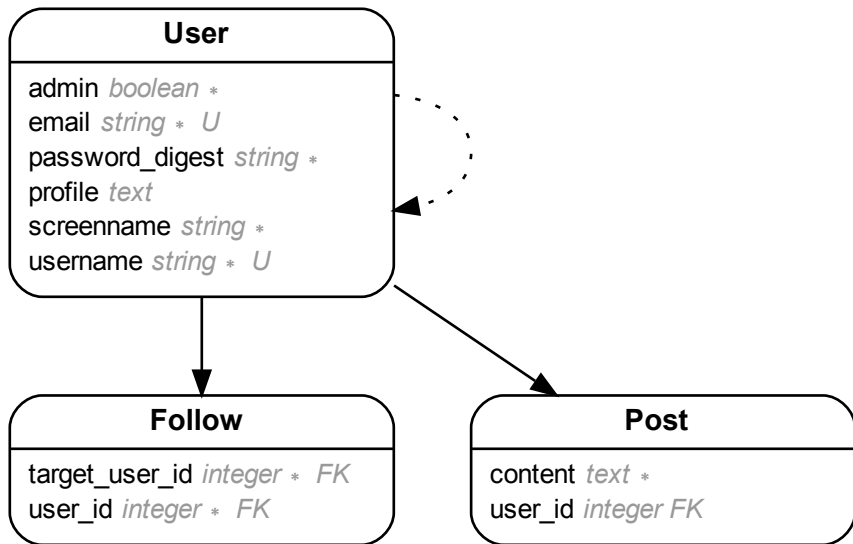 User
admin boolean *
email string * U
password_digest string *
profile text
screenname string *
username string * U
Follow
target_user_id integer * FK
user_id integer * FK
Post
content text *
user_id integer FK